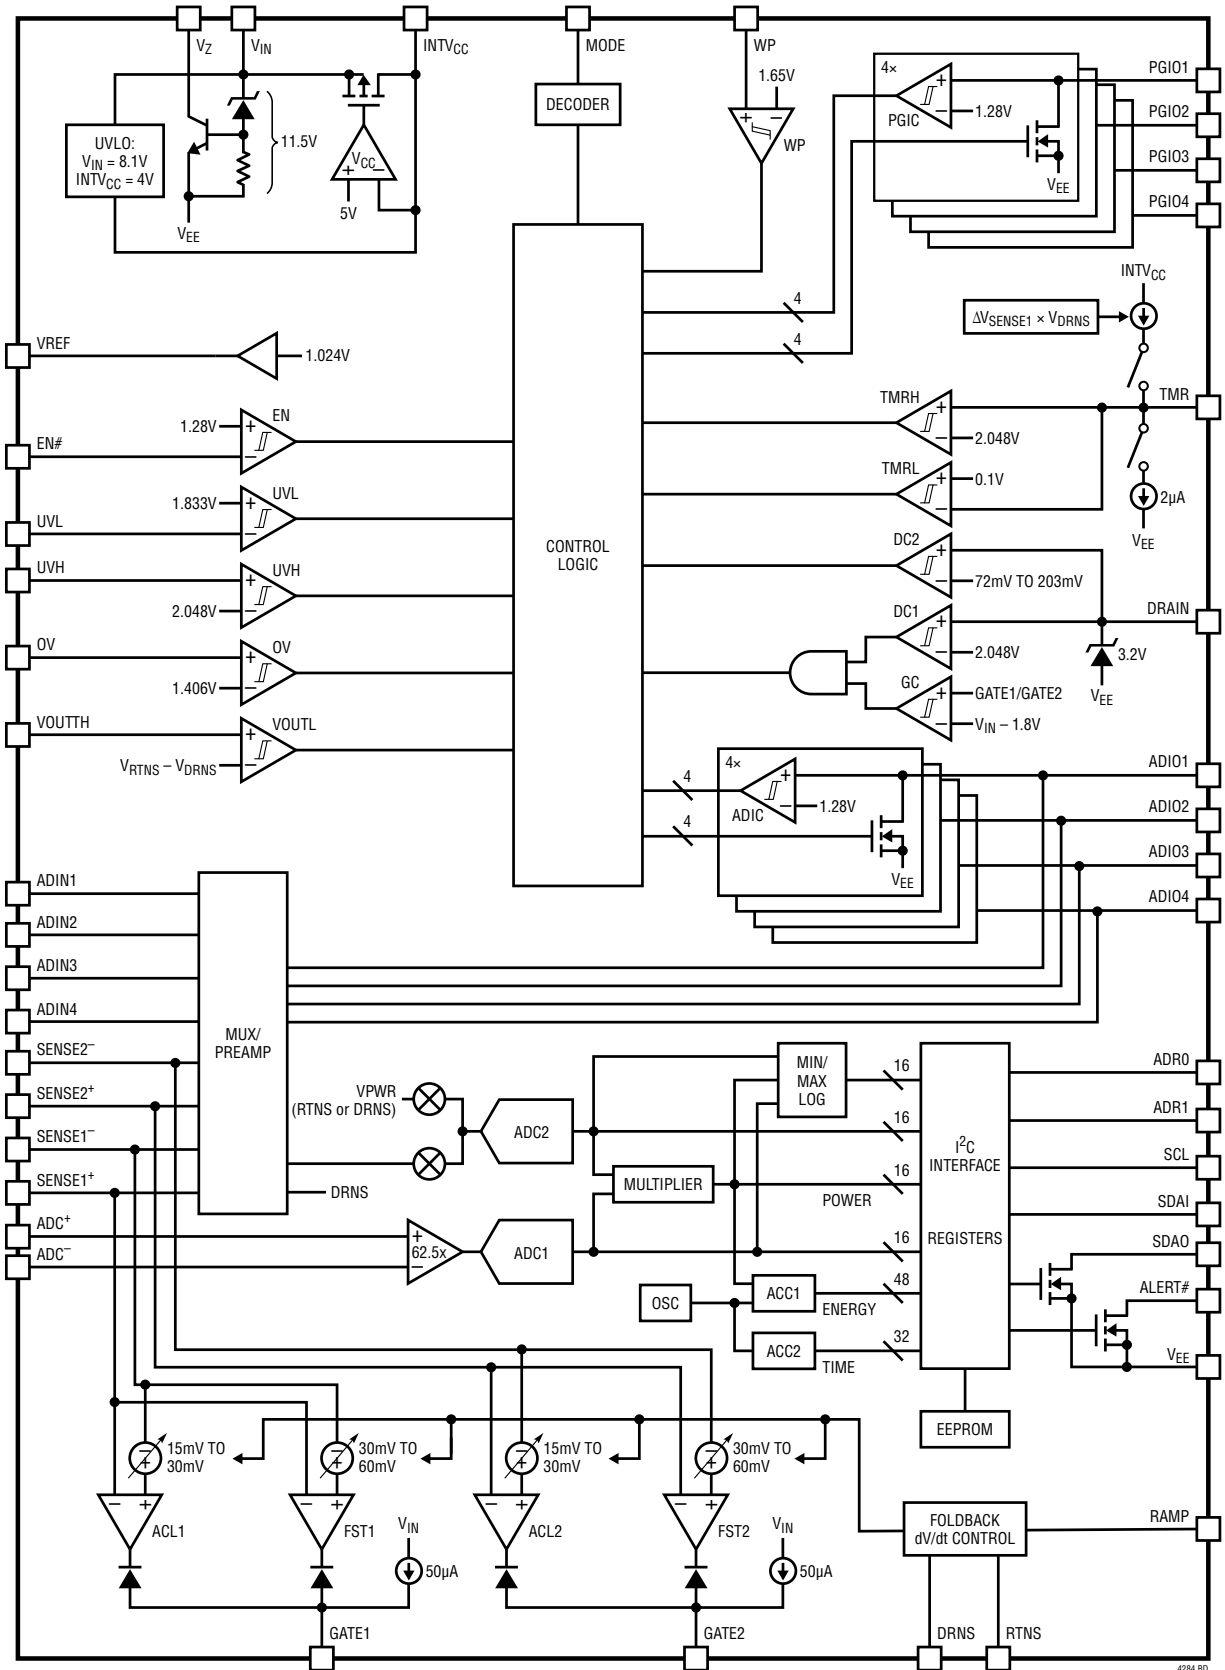 VZ
VIN
INTVCC
MODE
WP
UVLO:
VIN = 8.1V
INTVCC = 4V
11.5V
VCC
+ −
5V
VEE
DECODER
1.65V
+ −
WP
4×
+
−
1.28V
PGIC
VEE
PGIO1
PGIO2
PGIO3
PGIO4
4
4
INTVCC
ΔVSENSE1 × VDRNS
VREF
1.024V
TMR
EN
1.28V
+
−
EN#
UVL
1.833V
+
−
UVL
UVH
UVH
+
2.048V
−
OV
OV
+
1.406V
−
VOUTTH
VOUTL
+
VRTNS – VDRNS
−
CONTROL
LOGIC
TMRH
+
−
2.048V
TMRL
+
0.1V
−
2µA
VEE
DC2
+
−
72mV TO 203mV
DRAIN
DC1
+
−
2.048V
3.2V
VEE
GC
+
GATE1/GATE2
−
VIN – 1.8V
4×
4
4
+
−
1.28V
ADIC
VEE
ADIO1
ADIO2
ADIO3
ADIO4
ADIN1
ADIN2
ADIN3
ADIN4
SENSE2–
SENSE2+
SENSE1–
SENSE1+
ADC+
ADC–
MUX/
PREAMP
DRNS
VPWR
(RTNS or DRNS)
ADC2
+
62.5x
−
ADC1
MIN/
MAX
LOG
MULTIPLIER
16
16
16
POWER
16
OSC
ACC1
48
ENERGY
ACC2
32
TIME
I2C
INTERFACE
REGISTERS
EEPROM
ADR0
ADR1
SCL
SDAI
SDAO
ALERT#
VEE
15mV TO
30mV
30mV TO
60mV
15mV TO
30mV
30mV TO
60mV
− +
− +
− +
− +
− +
− +
− +
− +
ACL1
FST1
ACL2
FST2
VIN
50µA
VIN
50µA
FOLDBACK
dV/dt CONTROL
RAMP
GATE1
GATE2
DRNS
RTNS
4284 BD